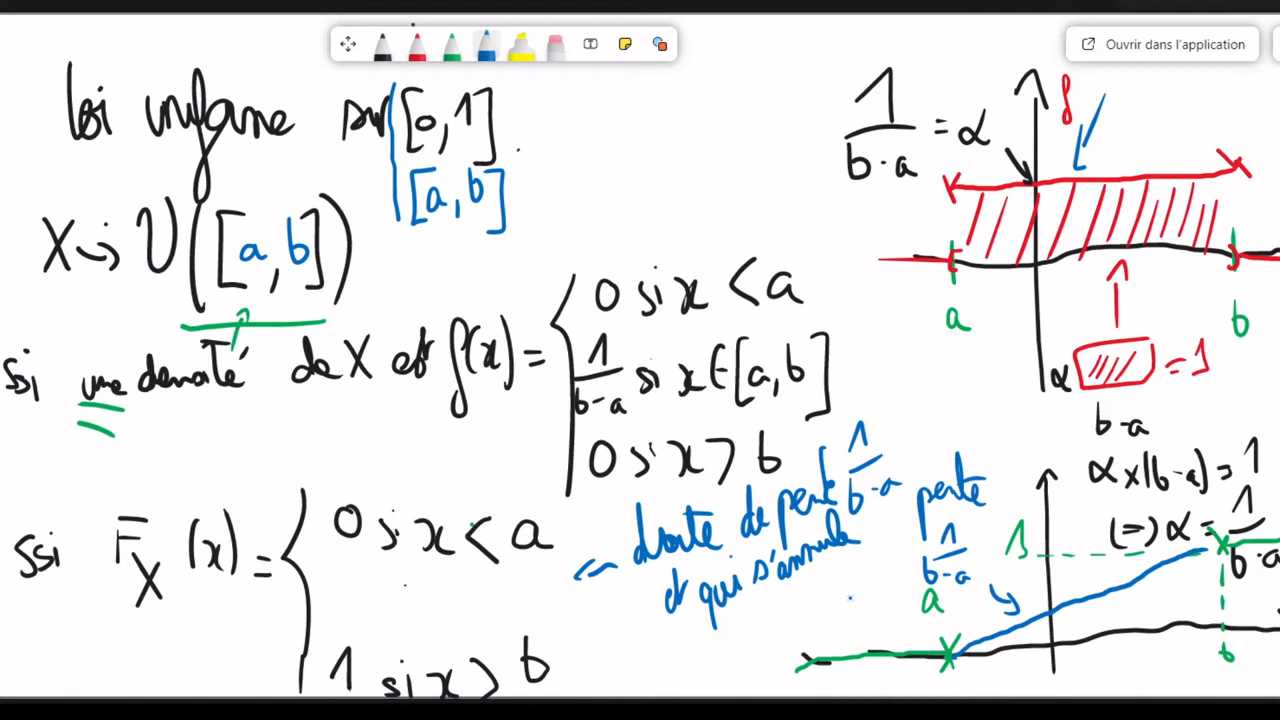 Ouvrir dans l'application
Loi uniforme sur [0,1]
[a,b]
X ↪ U([a,b])
ssi une densité de X est f(x) = { 0 si x < a
1/(b-a) si x ∈ [a,b]
0 si x > b
ssi F_X(x) = { 0 si x < a
1 si x > b
← droite de pente 1/(b-a)
et qui s'annule
1/(b-a) = α
f
a
b
α
= 1
b-a
α x (b-a) = 1
(=) α = 1/(b-a)
pente
1/(b-a)
a
1
b